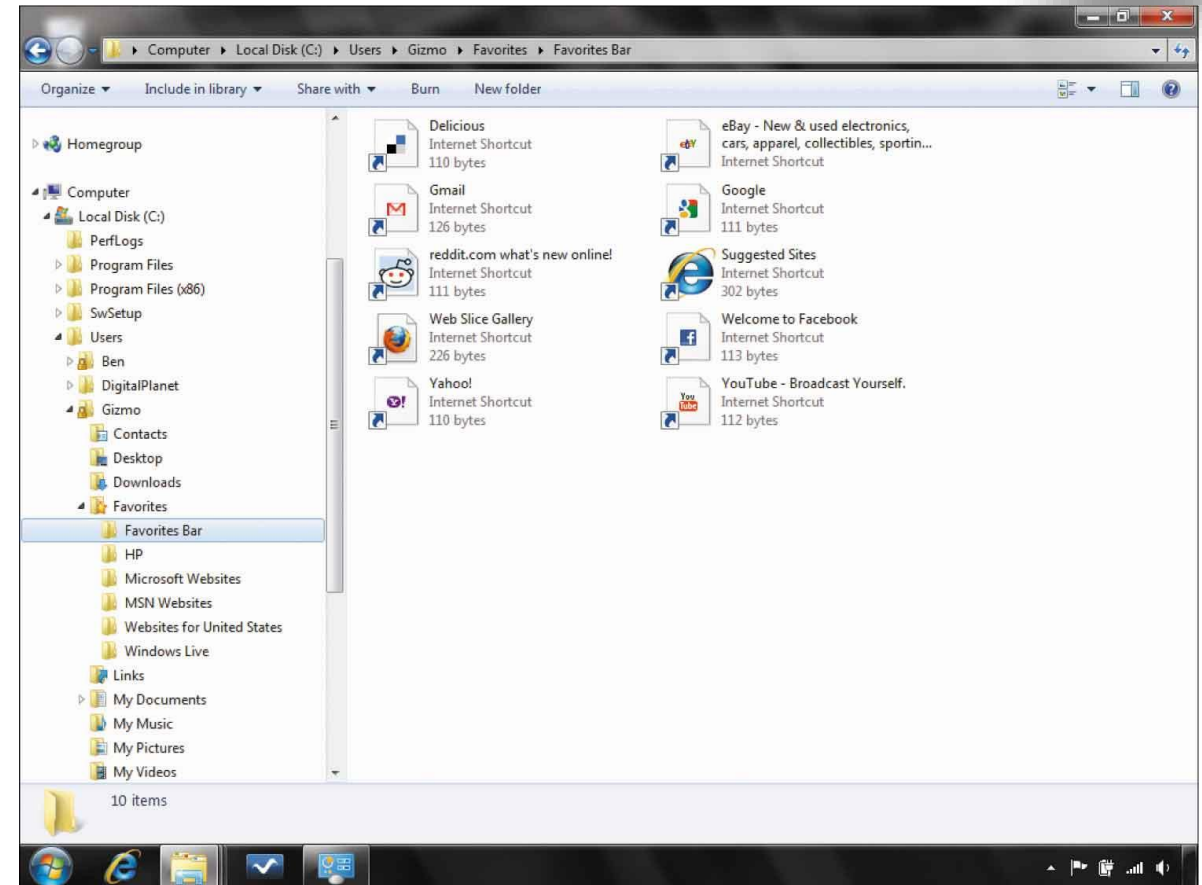 Computer Local Disk (C:) Users Gizmo Favorites Favorites Bar
Organize Include in library Share with Burn New folder
Homegroup
Computer
Local Disk (C:)
PerfLogs
Program Files
Program Files (x86)
SwSetup
Users
Ben
DigitalPlanet
Gizmo
Contacts
Desktop
Downloads
Favorites
Favorites Bar
HP
Microsoft Websites
MSN Websites
Websites for United States
Windows Live
Links
My Documents
My Music
My Pictures
My Videos
Delicious
Internet Shortcut
110 bytes
eBay - New & used electronics,
cars, apparel, collectibles, sportin...
Internet Shortcut
ebY
Gmail
Internet Shortcut
126 bytes
Google
Internet Shortcut
111 bytes
reddit.com what's new online!
Internet Shortcut
111 bytes
Suggested Sites
Internet Shortcut
302 bytes
Web Slice Gallery
Internet Shortcut
226 bytes
Welcome to Facebook
Internet Shortcut
113 bytes
f
Yahoo!
Internet Shortcut
110 bytes
Y!
YouTube - Broadcast Yourself.
Internet Shortcut
112 bytes
You
Tube
10 items